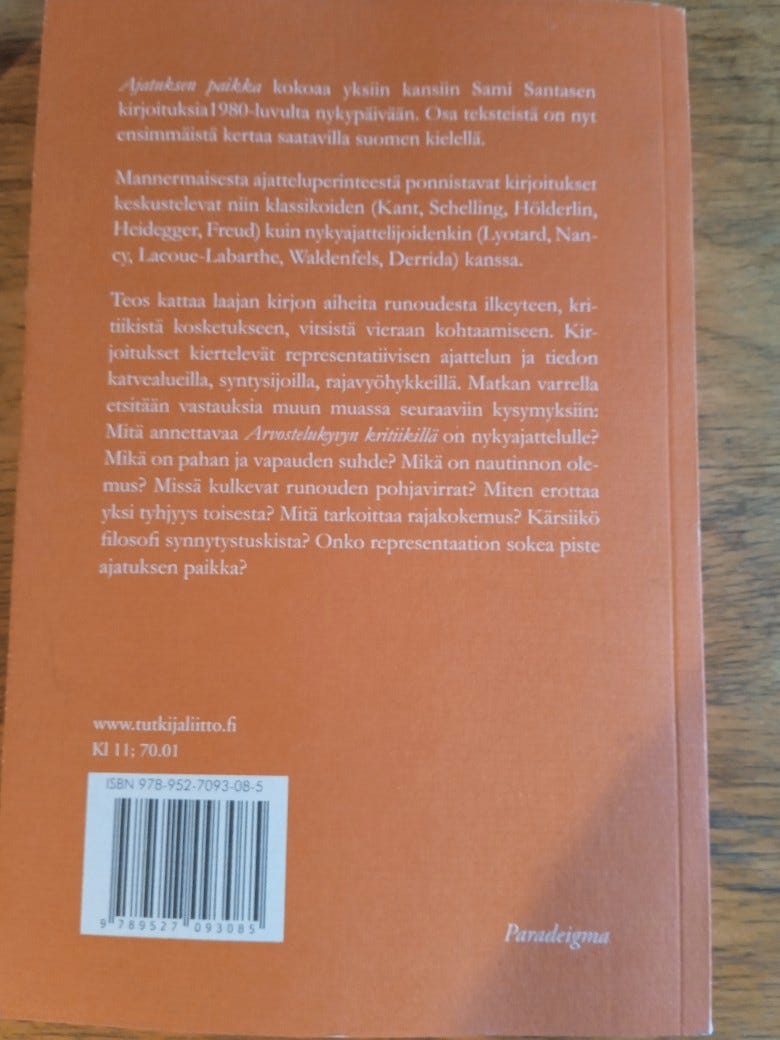 Ajatuksen paikka kokoaa yksiin kansiin Sami Santasen
kirjoituksia1980-luvulta nykypäivään. Osa teksteistä on nyt
ensimmäistä kertaa saatavilla suomen kielellä.
Mannermaisesta ajatteluperinteestä ponnistavat kirjoitukset
keskustelevat niin klassikoiden (Kant, Schelling, Hölderlin,
Heidegger, Freud) kuin nykyajattelijoidenkin (Lyotard, Nan-
cy, Lacoue-Labarthe, Waldenfels, Derrida) kanssa.
Teos kattaa laajan kirjon aiheita runoudesta ilkeyteen, kri-
tiikistä kosketukseen, vitsistä vieraan kohtaamiseen. Kir-
joitukset kiertelevät representatiivisen ajattelun ja tiedon
katvealueilla, syntysijoilla, rajavyöhykkeillä. Matkan varrella
etsitään vastauksia muun muassa seuraaviin kysymyksiin:
Mitä annettavaa Arvostelukyvyn kritiikillä on nykyajattelulle?
Mikä on pahan ja vapauden suhde? Mikä on nautinnon ole-
mus? Missä kulkevat runouden pohjavirrat? Miten erottaa
yksi tyhjyys toisesta? Mitä tarkoittaa rajakokemus? Kärsiikö
filosofi synnytystuskista? Onko representaation sokea piste
ajatuksen paikka?
www.tutkijaliitto.fi
Kl 11; 70.01
ISBN 978-952-7093-08-5
9 789527 093085
Paradeigma